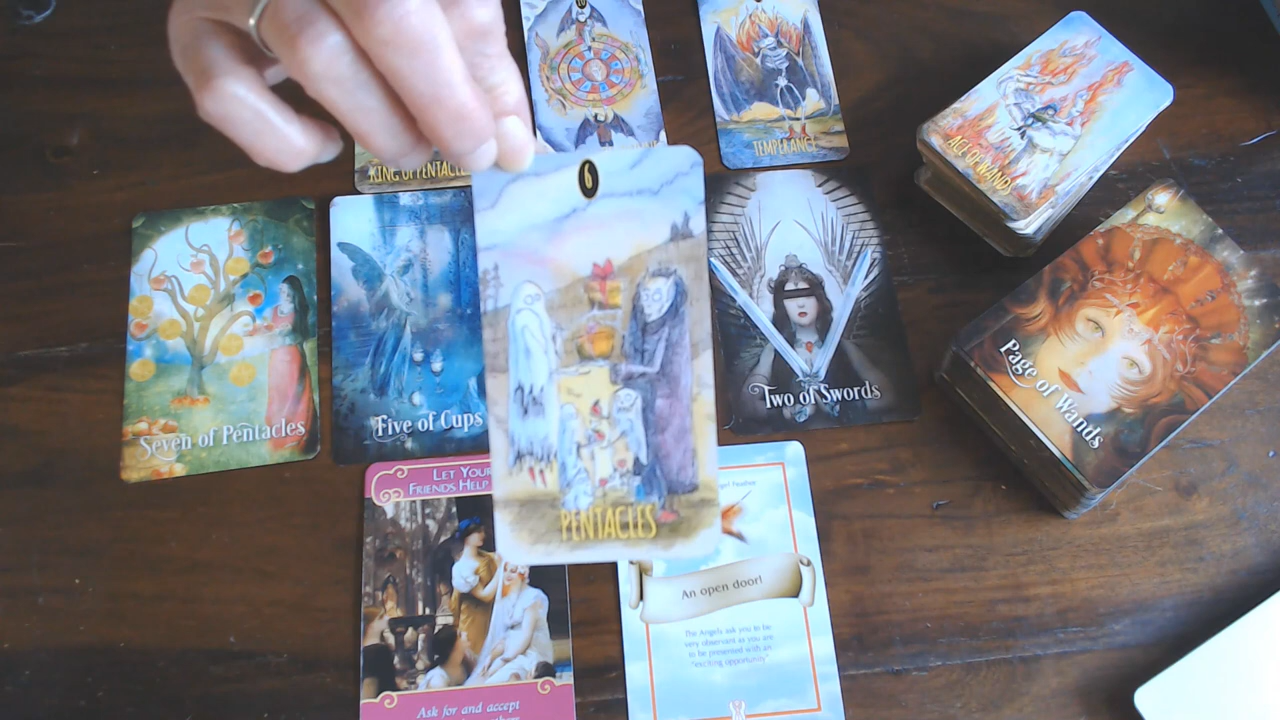 10
KING OF PENTACLES
TEMPERANCE
ACE OF WANDS
6
PENTACLES
Seven of Pentacles
Five of Cups
Two of Swords
Page of Wands
LET YOUR
FRIENDS HELP
Ask for and accept
An open door!
The Angels ask you to be
very observant as you are
to be presented with an
"exciting opportunity"